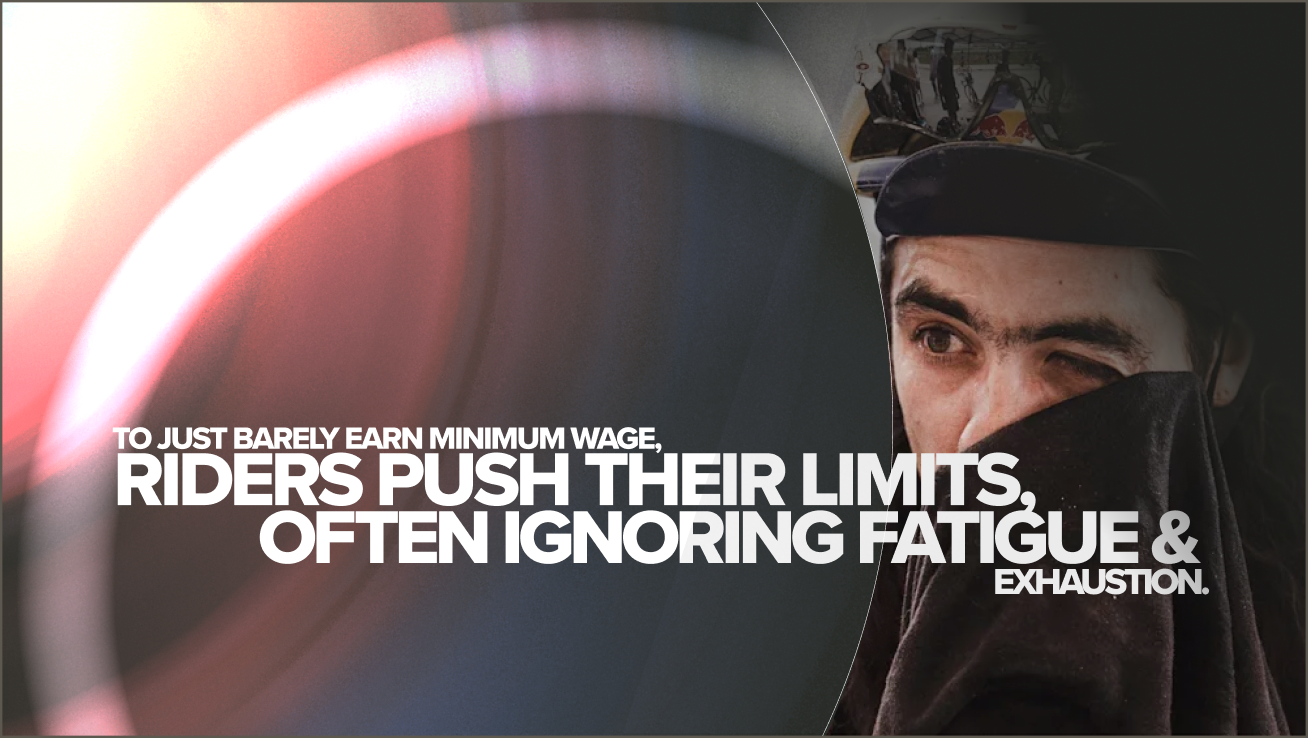 TO JUST BARELY EARN MINIMUM WAGE,
RIDERS PUSH THEIR LIMITS,
OFTEN IGNORING FATIGUE &
EXHAUSTION.